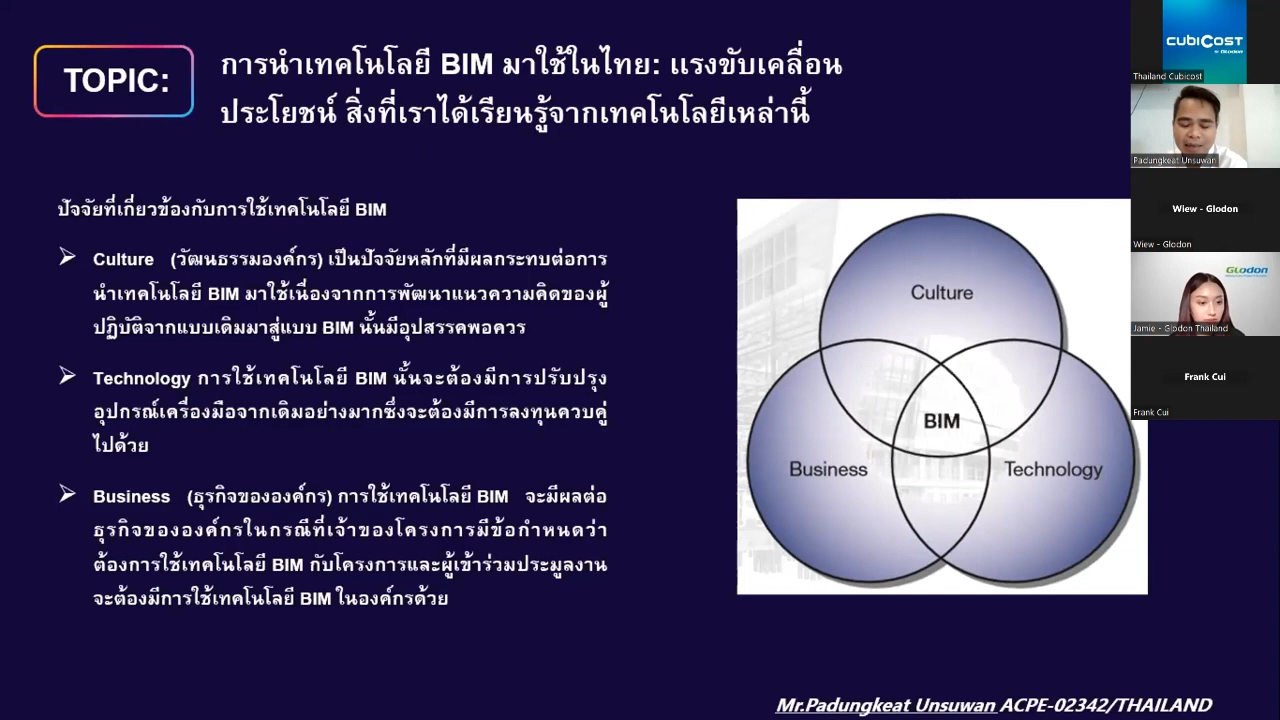 TOPIC:
การนำเทคโนโลยี BIM มาใช้ในไทย: แรงขับเคลื่อน
ประโยชน์ สิ่งที่เราได้เรียนรู้จากเทคโนโลยีเหล่านี้
ปัจจัยที่เกี่ยวข้องกับการใช้เทคโนโลยี BIM
Culture (วัฒนธรรมองค์กร) เป็นปัจจัยหลักที่มีผลกระทบต่อการ
นำเทคโนโลยี BIM มาใช้เนื่องจากการพัฒนาแนวความคิดของผู้
ปฏิบัติจากแบบเดิมมาสู่แบบ BIM นั้นมีอุปสรรคพอควร
Technology การใช้เทคโนโลยี BIM นั้นจะต้องมีการปรับปรุง
อุปกรณ์เครื่องมือจากเดิมอย่างมากซึ่งจะต้องมีการลงทุนควบคู่
ไปด้วย
Business (ธุรกิจขององค์กร) การใช้เทคโนโลยี BIM จะมีผลต่อ
ธุรกิจขององค์กรในกรณีที่เจ้าของโครงการมีข้อกำหนดว่า
ต้องการใช้เทคโนโลยี BIM กับโครงการและผู้เข้าร่วมประมูลงาน
จะต้องมีการใช้เทคโนโลยี BIM ในองค์กรด้วย
Culture
BIM
Business
Technology
Mr.Padungkeat Unsuwan ACPE-02342/THAILAND
CUBICOST
by Glodon
Thailand Cubicost
Padungkeat Unsuwan
Wiew - Glodon
Wiew - Glodon
Glodon
Jamie - Glodon Thailand
Frank Cui
Frank Cui